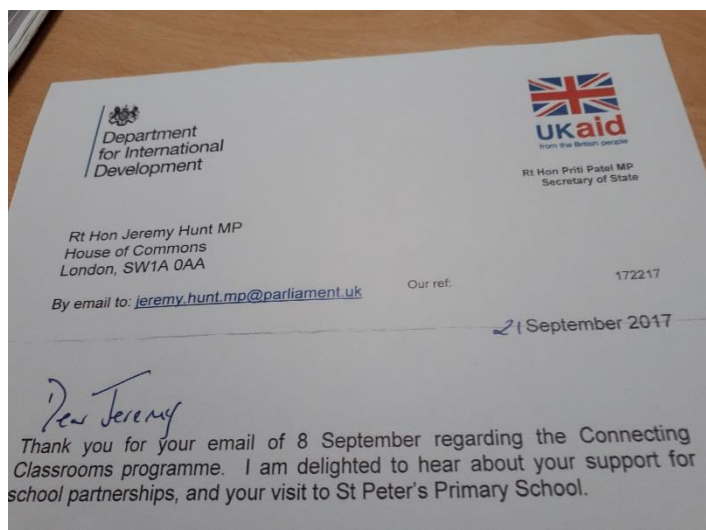 Department
for International
Development
UKaid
from the British people
Rt Hon Priti Patel MP
Secretary of State
Rt Hon Jeremy Hunt MP
House of Commons
London, SW1A 0AA
By email to: jeremy.hunt.mp@parliament.uk
Our ref: 172217
21 September 2017
Dear Jeremy
Thank you for your email of 8 September regarding the Connecting
Classrooms programme. I am delighted to hear about your support for
school partnerships, and your visit to St Peter's Primary School.